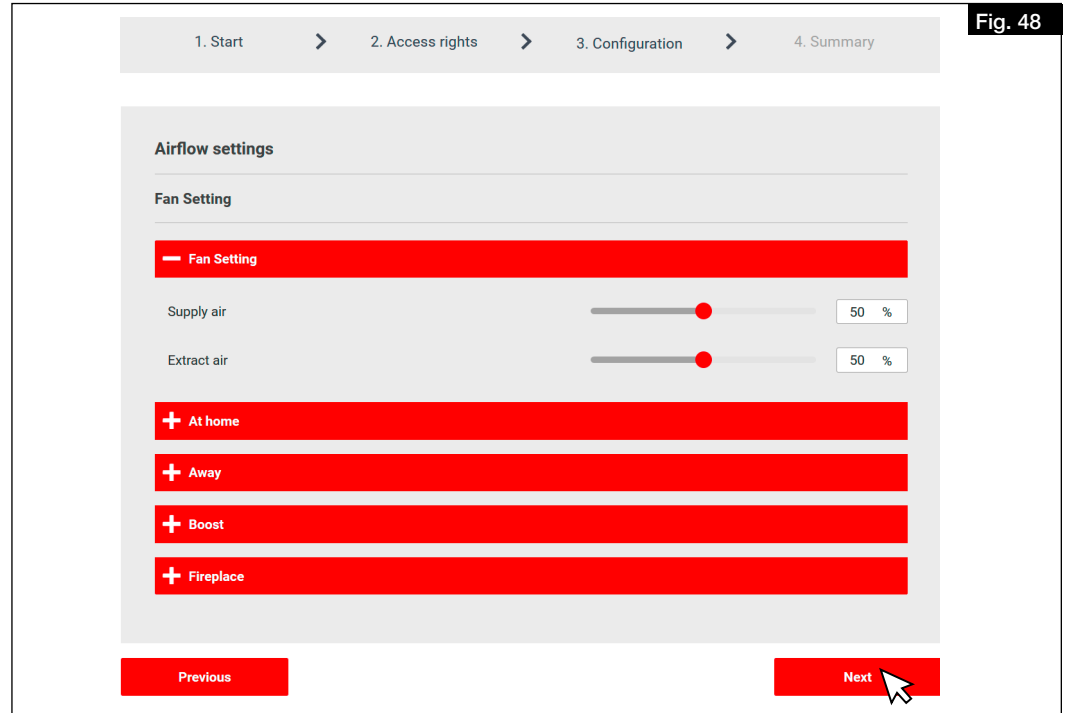 Fig. 48
1. Start 2. Access rights 3. Configuration 4. Summary
Airflow settings
Fan Setting
Fan Setting
Supply air 50 %
Extract air 50 %
At home
Away
Boost
Fireplace
Previous Next